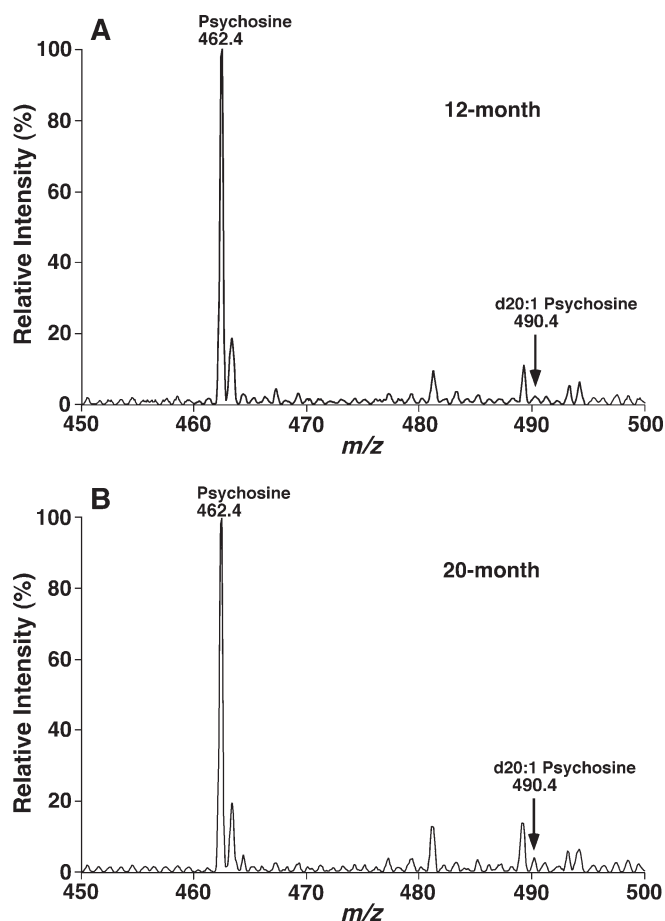 A
Psychosine
462.4
100
12-month
80
60
40
d20:1 Psychosine
490.4
20
0
450
460
470
480
490
500
m/z
Relative Intensity (%)
B
Psychosine
462.4
100
20-month
80
60
40
d20:1 Psychosine
490.4
20
0
450
460
470
480
490
500
m/z
Relative Intensity (%)